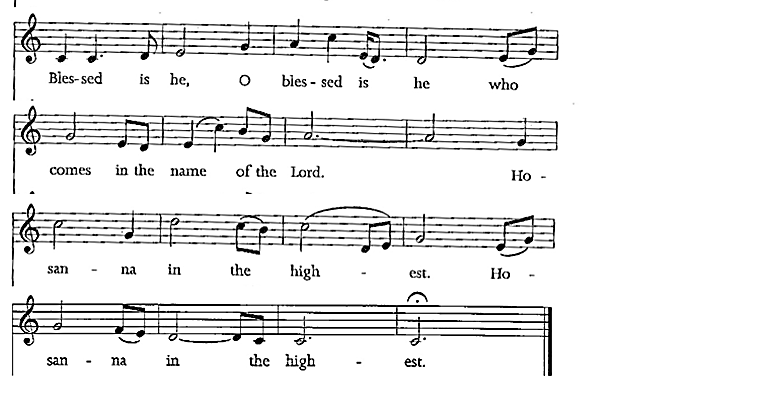 Bles-sed is he, O bles-sed is he who
comes in the name of the Lord. Ho -
san - na in the high - est. Ho -
san - na in the high - est.